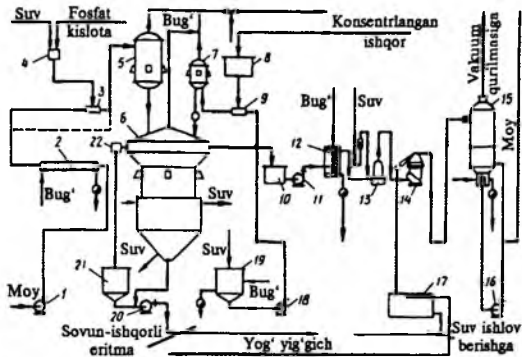 Suv
Fosfat
kislota
Bug‘
Konsentrlangan
ishqor
Vakuum
qurilmasiga
Moy
4
5
7
8
3
9
15
6
Bug‘
Suv
22
12
2
10
11
13
14
Bug‘
Suv
Suv
21
19
17
Moy
1
20
Bug‘
18
16
Sovun-ishqorli
eritma
Yog‘ yig‘gich
Suv ishlov
berishga